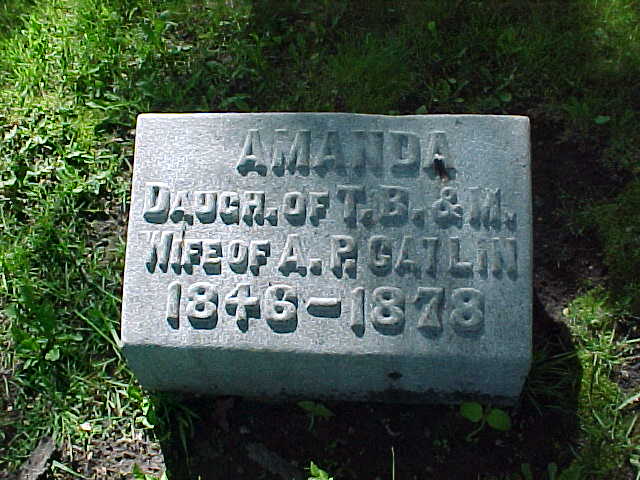 AMANDA
DAUGH. OF T. B. & M.
WIFE OF A. P. GATLIN
1846-1878